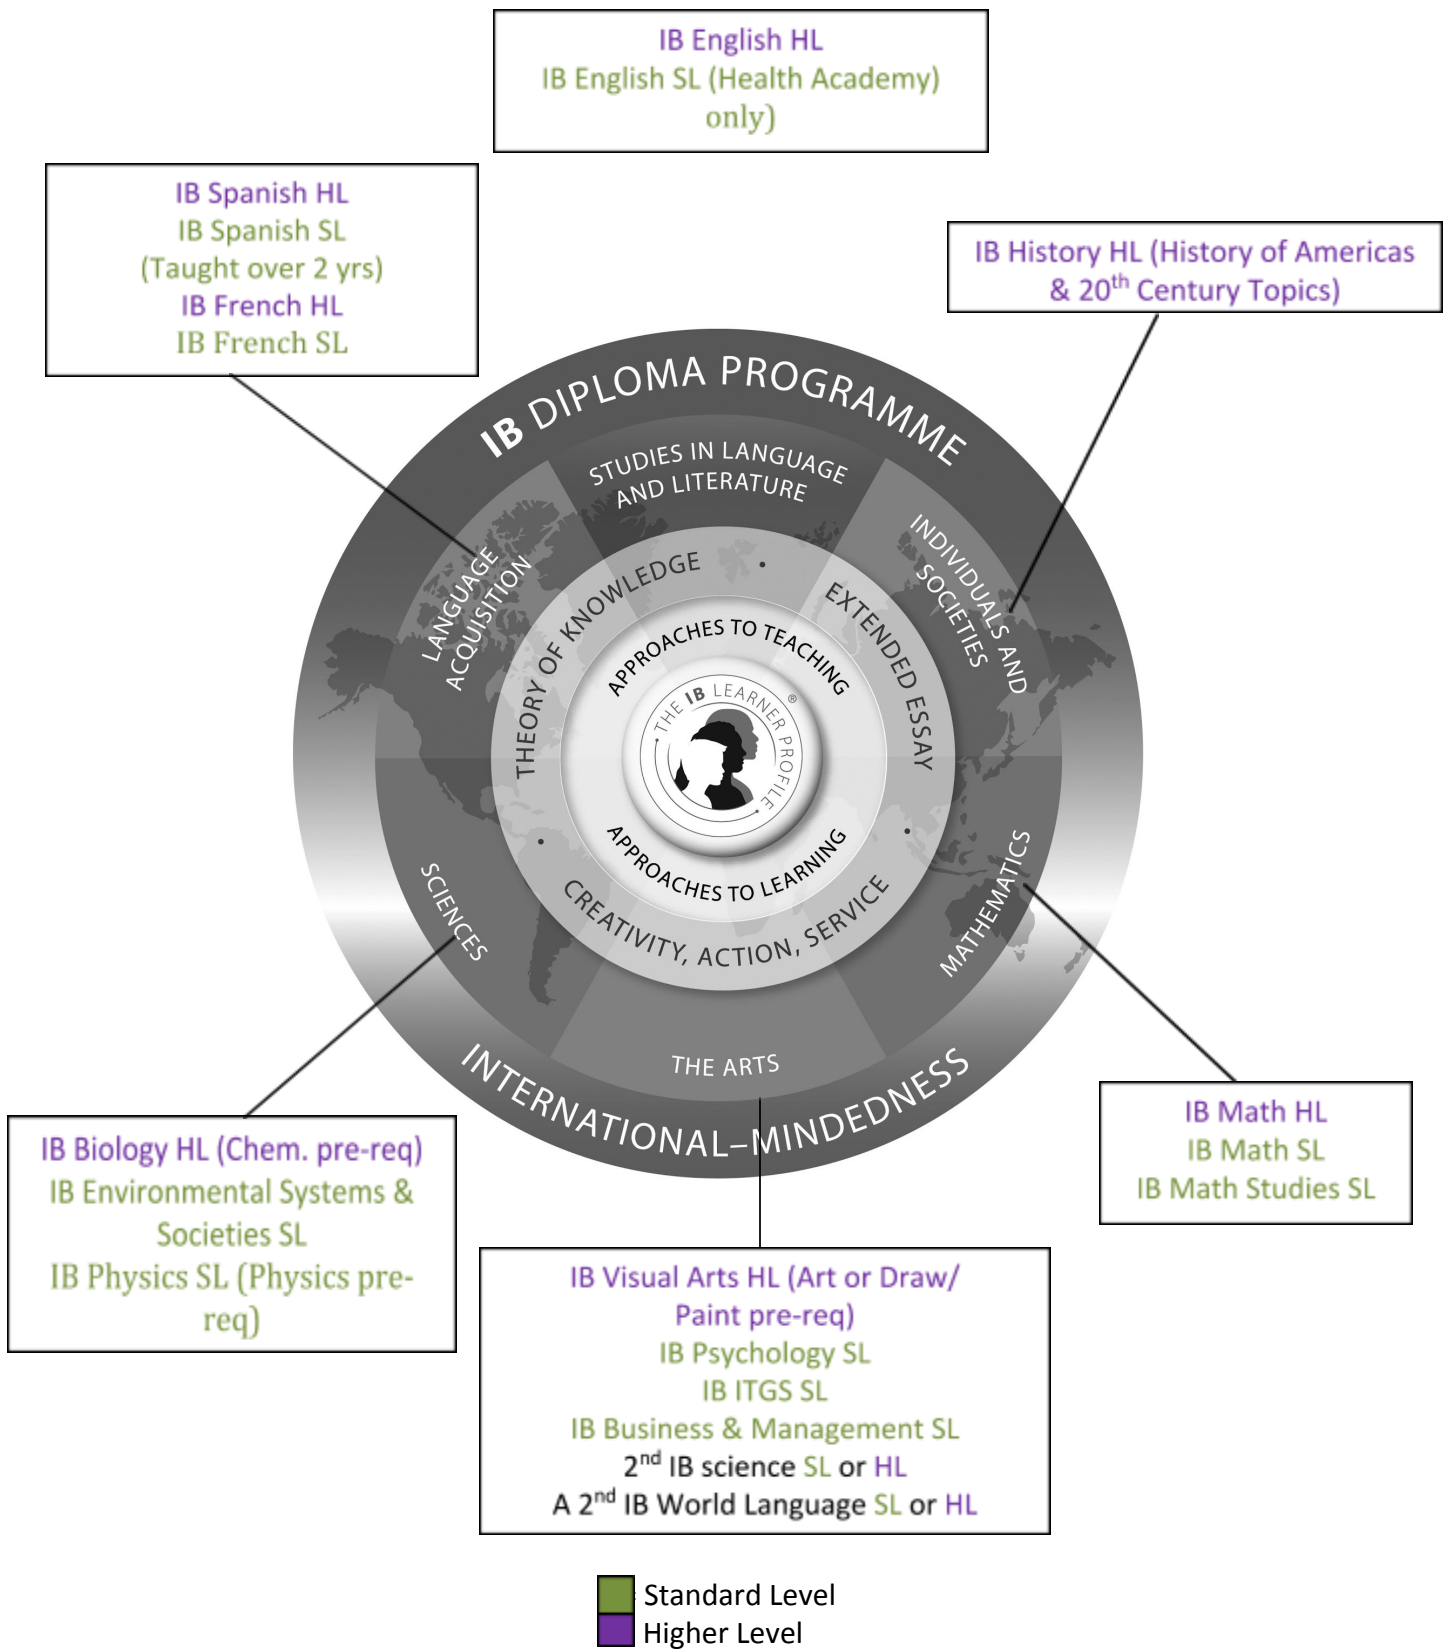 IB English HL
IB English SL (Health Academy)
only)
IB Spanish HL
IB Spanish SL
(Taught over 2 yrs)
IB French HL
IB French SL
IB History HL (History of Americas
& 20th Century Topics)
IB DIPLOMA PROGRAMME
STUDIES IN LANGUAGE
AND LITERATURE
LANGUAGE
ACQUISITION
INDIVIDUALS AND
SOCIETIES
THEORY OF KNOWLEDGE
EXTENDED ESSAY
APPROACHES TO TEACHING
THE IB LEARNER PROFILE
®
APPROACHES TO LEARNING
CREATIVITY, ACTION, SERVICE
SCIENCES
MATHEMATICS
THE ARTS
INTERNATIONAL–MINDEDNESS
IB Biology HL (Chem. pre-req)
IB Environmental Systems &
Societies SL
IB Physics SL (Physics pre-
req)
IB Math HL
IB Math SL
IB Math Studies SL
IB Visual Arts HL (Art or Draw/
Paint pre-req)
IB Psychology SL
IB ITGS SL
IB Business & Management SL
2nd IB science SL or HL
A 2nd IB World Language SL or HL
Standard Level
Higher Level